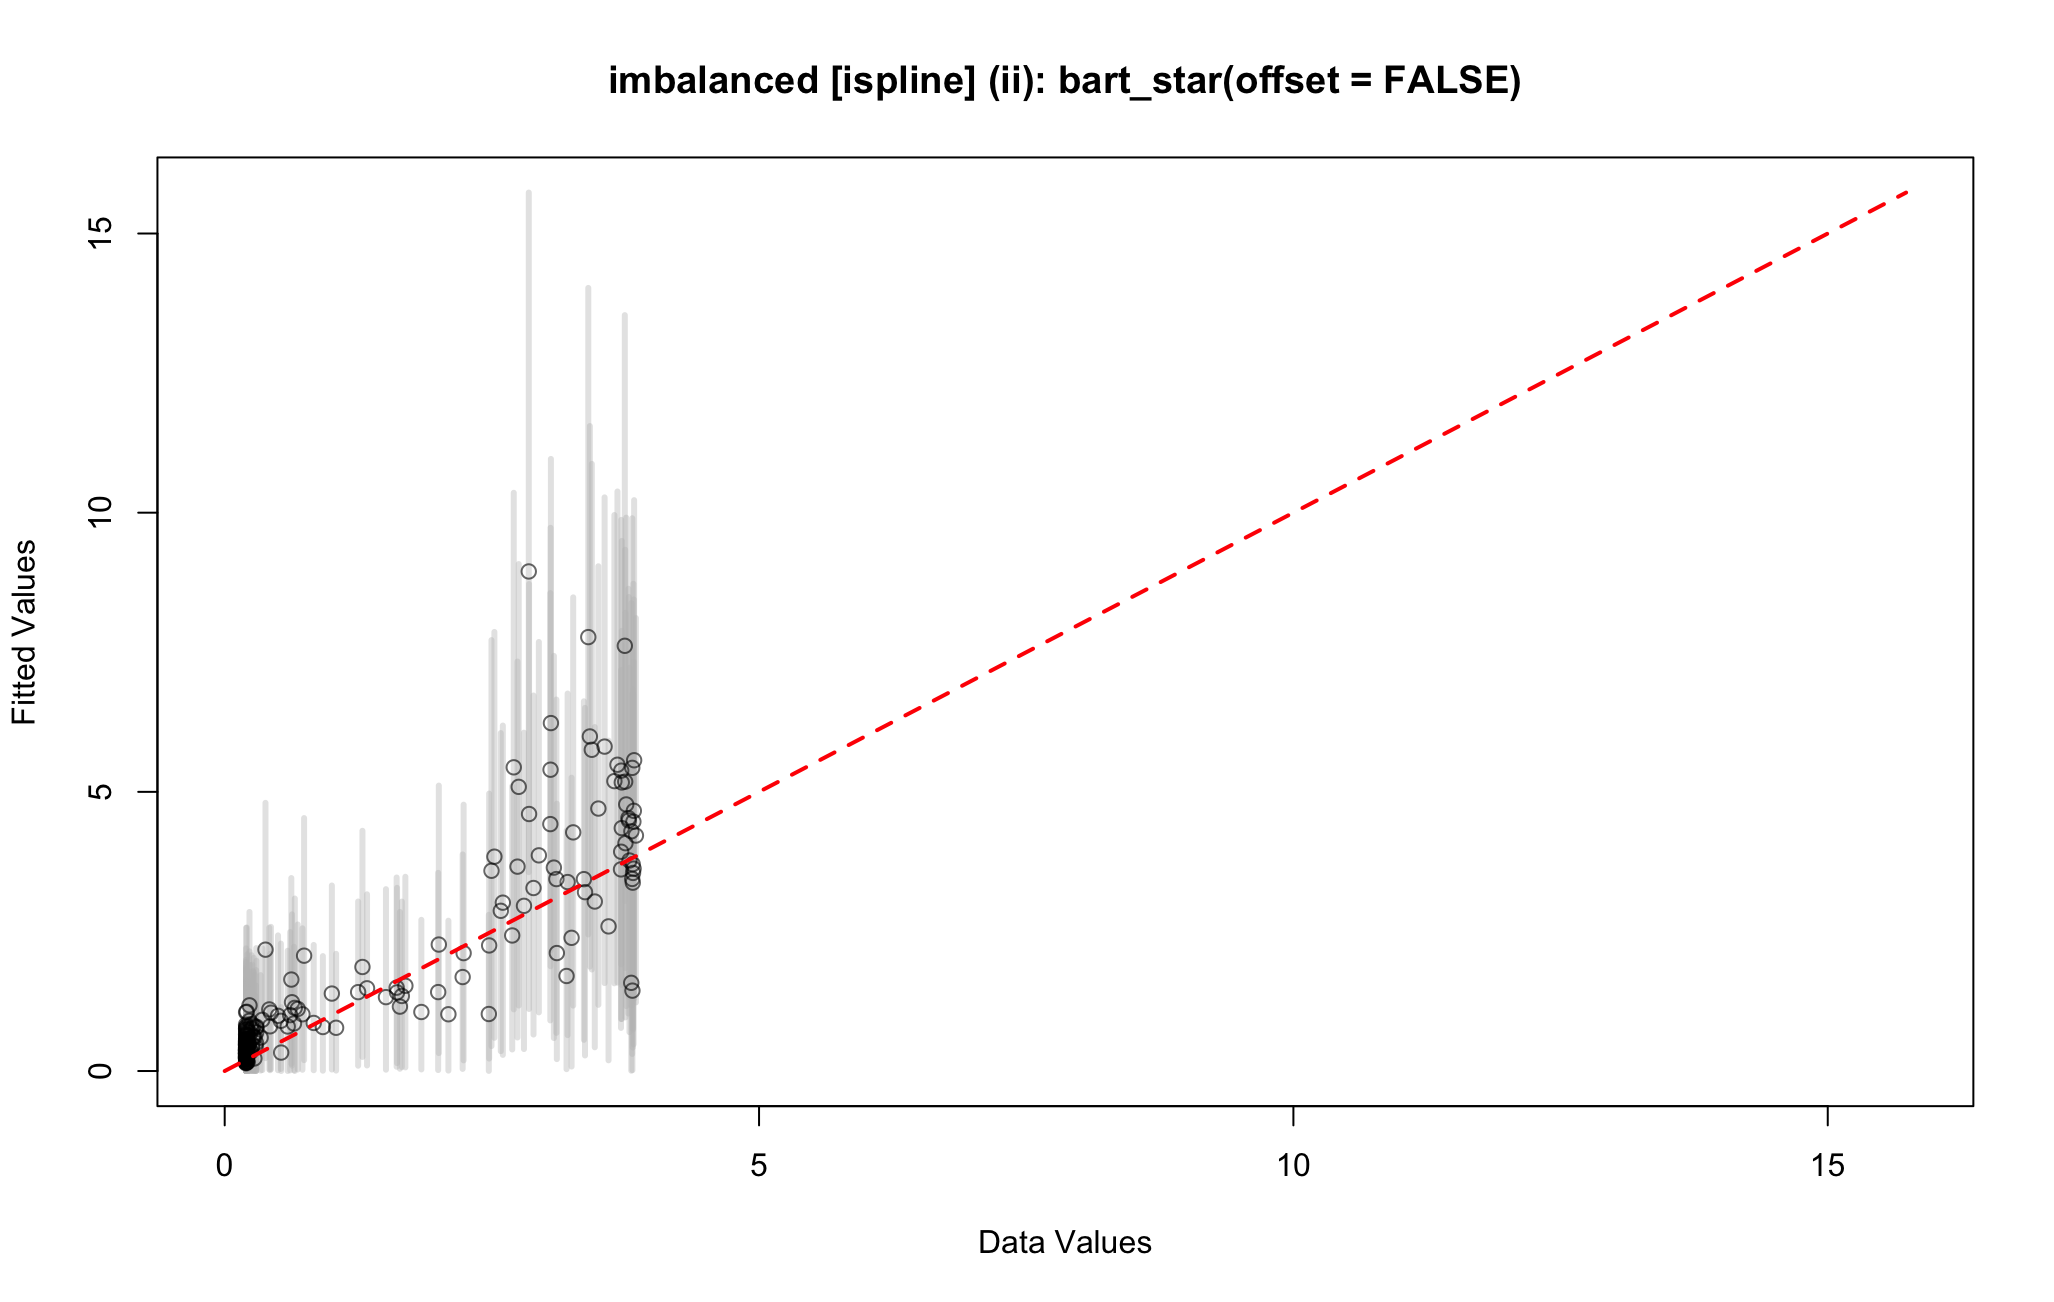 imbalanced [ispline] (ii): bart_star(offset = FALSE)
Fitted Values
15
10
5
0
0 5 10 15
Data Values